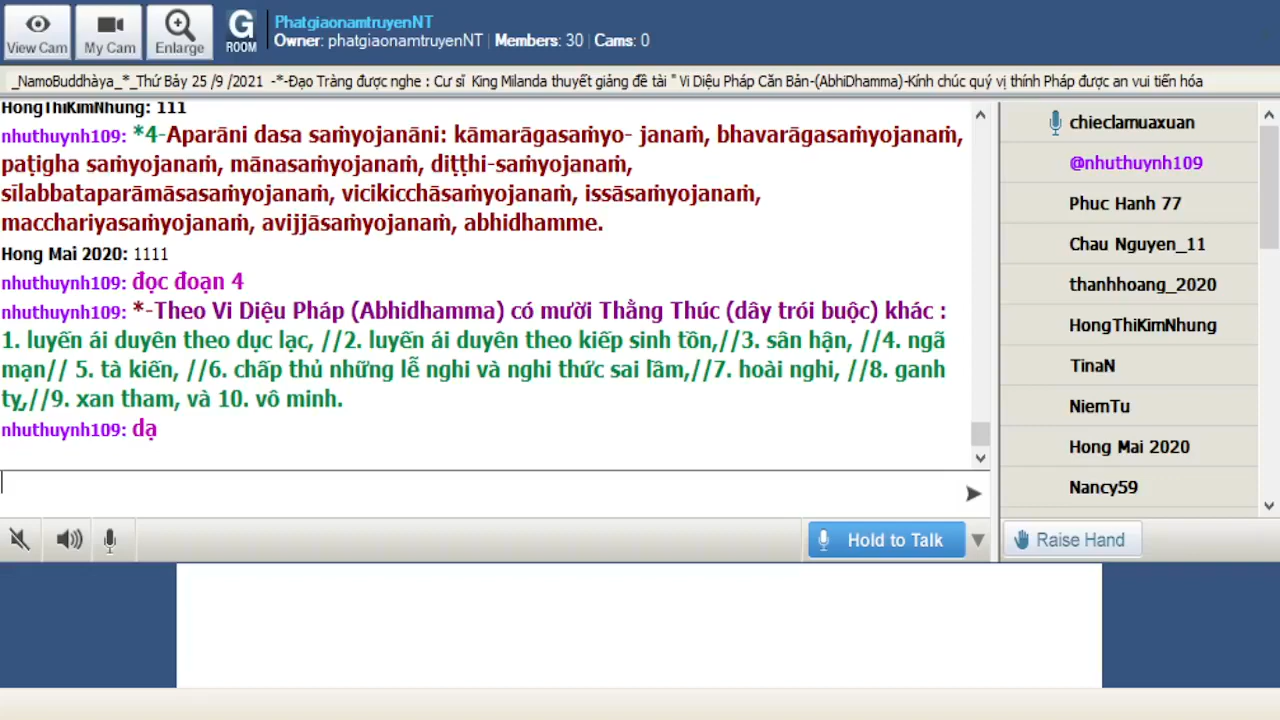 View Cam
My Cam
Enlarge
G
ROOM
PhatgiaonamtruyenNT
Owner: phatgiaonamtruyenNT | Members: 30 | Cams: 0
_NamoBuddhàya_*_Thứ Bảy 25 /9 /2021 -*-Đạo Tràng được nghe : Cư sĩ King Milanda thuyết giảng đề tài " Vi Diệu Pháp Căn Bản-(AbhiDhamma)-Kính chúc quý vị thính Pháp được an vui tiến hóa
HongThiKimNhung: 111
nhuthuynh109: *4-Aparāni dasa saṁyojanāni: kāmarāgasaṁyo- janaṁ, bhavarāgasaṁyojanaṁ,
paṭigha saṁyojanaṁ, mānasaṁyojanaṁ, diṭṭhi-saṁyojanaṁ,
sīlabbataparāmāsasaṁyojanaṁ, vicikicchāsaṁyojanaṁ, issāsaṁyojanaṁ,
macchariyasaṁyojanaṁ, avijjāsaṁyojanaṁ, abhidhamme.
Hong Mai 2020: 1111
nhuthuynh109: đọc đoạn 4
nhuthuynh109: *-Theo Vi Diệu Pháp (Abhidhamma) có mười Thằng Thúc (dây trói buộc) khác :
1. luyến ái duyên theo dục lạc, //2. luyến ái duyên theo kiếp sinh tồn,//3. sân hận, //4. ngã
mạn// 5. tà kiến, //6. chấp thủ những lễ nghi và nghi thức sai lầm,//7. hoài nghi, //8. ganh
tỵ,//9. xan tham, và 10. vô minh.
nhuthuynh109: dạ
chieclamuaxuan
@nhuthuynh109
Phuc Hanh 77
Chau Nguyen_11
thanhhoang_2020
HongThiKimNhung
TinaN
NiemTu
Hong Mai 2020
Nancy59
Hold to Talk
Raise Hand